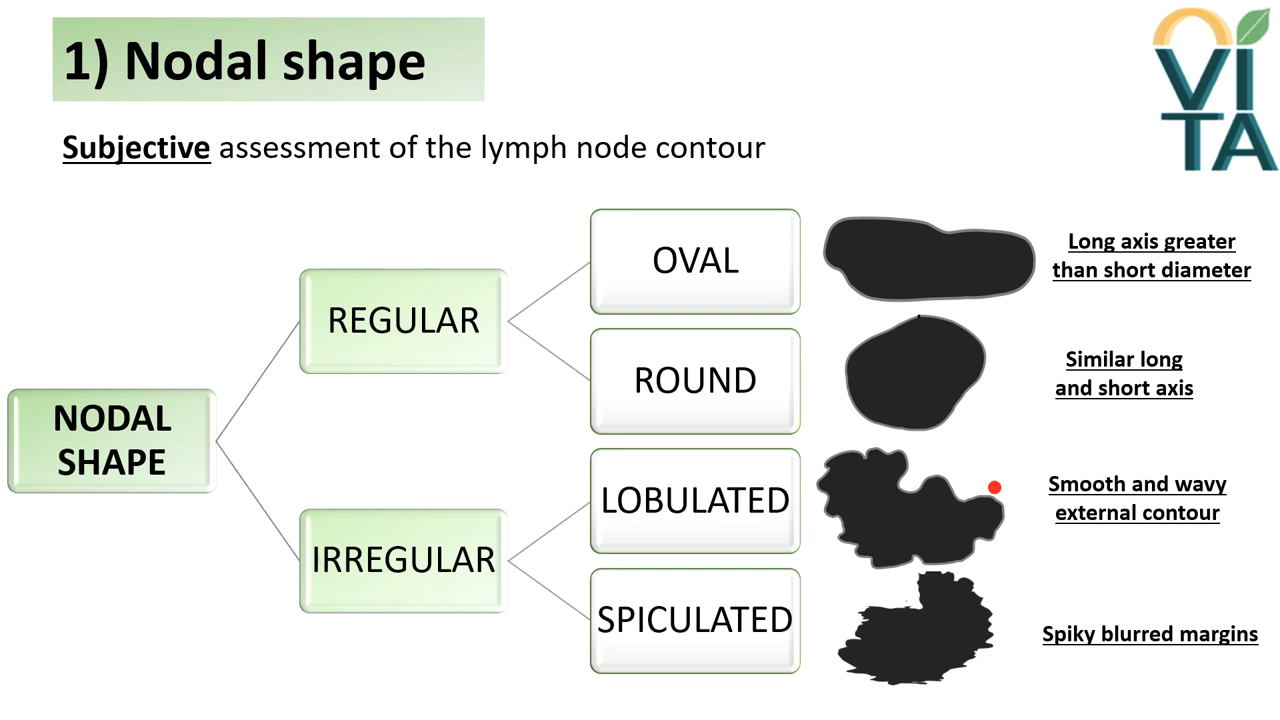 1) Nodal shape
VI
TA
Subjective assessment of the lymph node contour
NODAL
SHAPE
REGULAR
IRREGULAR
OVAL
Long axis greater
than short diameter
ROUND
Similar long
and short axis
LOBULATED
Smooth and wavy
external contour
SPICULATED
Spiky blurred margins